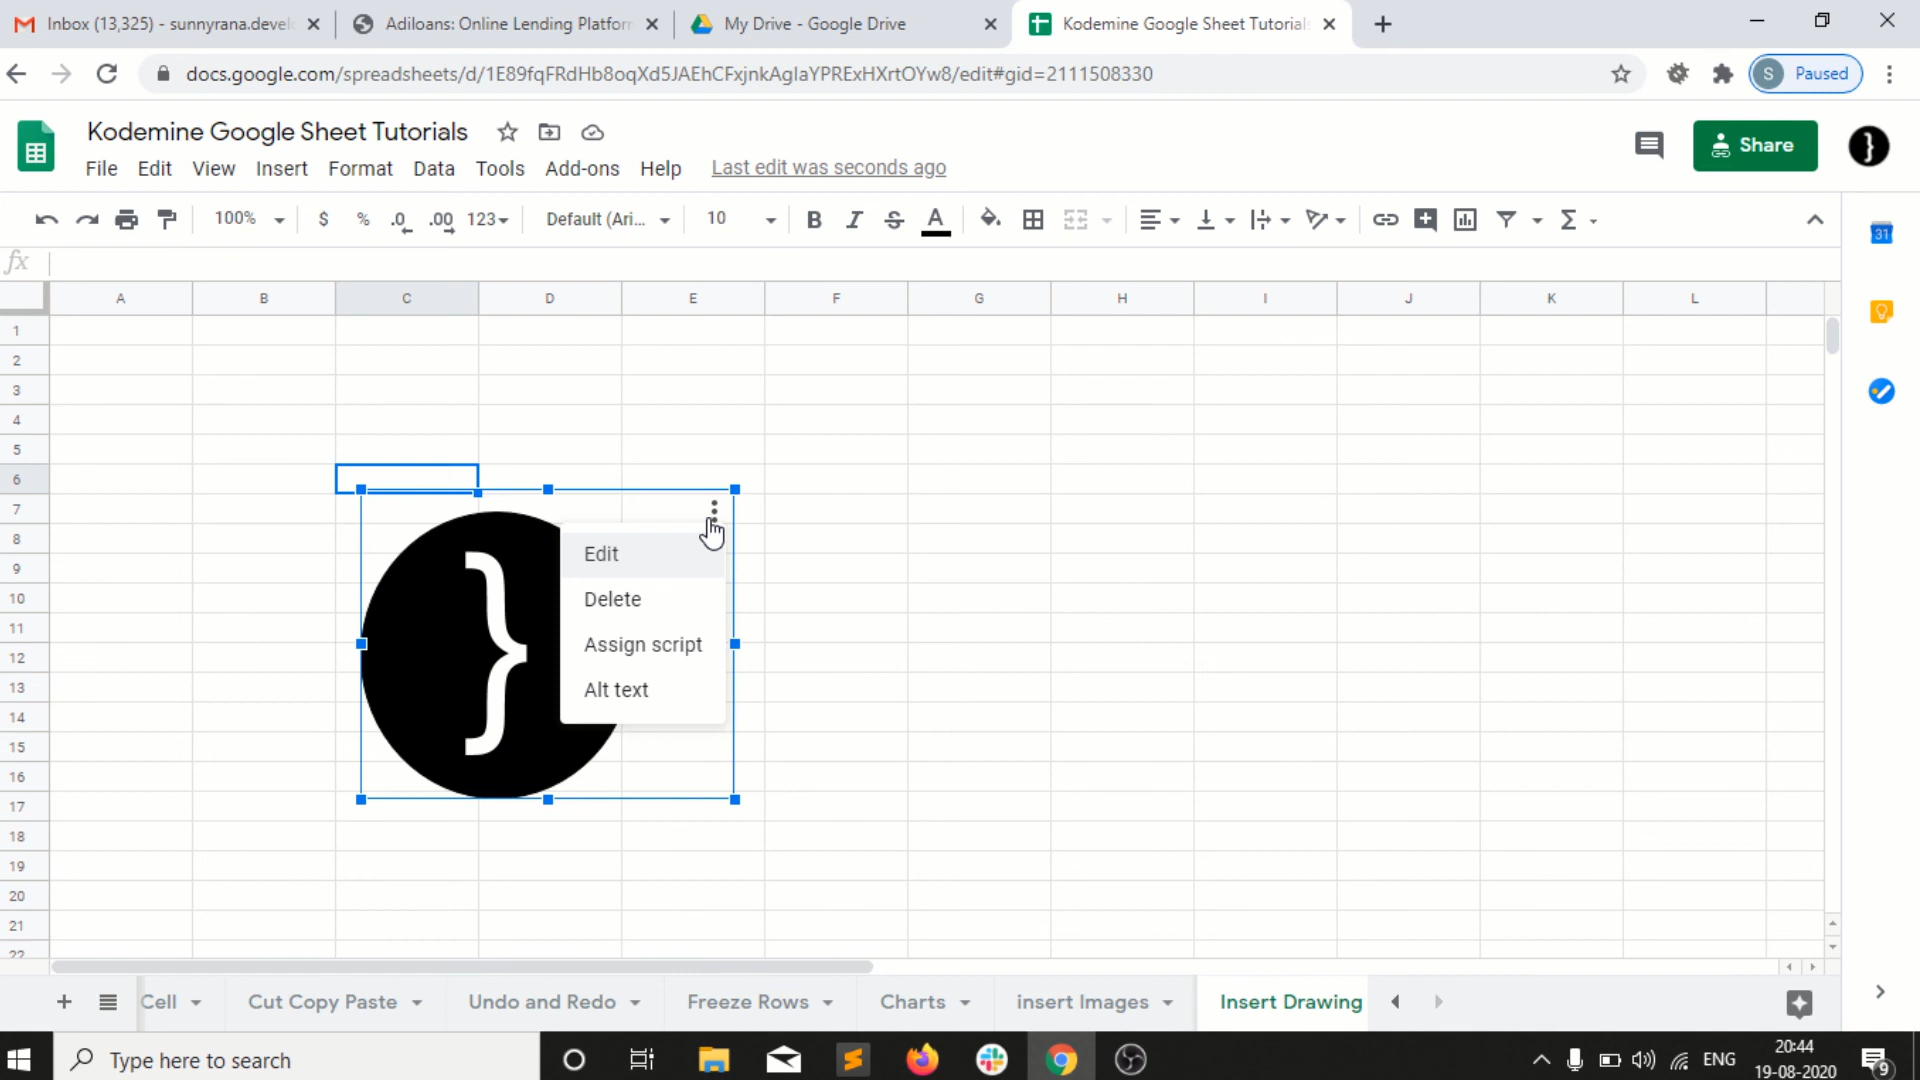 Inbox (13,325) - sunnyrana.devel
Adiloans: Online Lending Platfor
My Drive - Google Drive
Kodemine Google Sheet Tutorials
docs.google.com/spreadsheets/d/1E89fqFRdHb8oqXd5JAEhCFxjnkAglaYPRExHXrtOYw8/edit#gid=2111508330
S Paused
Kodemine Google Sheet Tutorials
File Edit View Insert Format Data Tools Add-ons Help Last edit was seconds ago
Share
100% $ % .0 .00 123 Default (Ari... 10 B I S A
31
fx
A B C D E F G H I J K L
1
2
3
4
5
6
7
8
9
10
11
12
13
14
15
16
17
18
19
20
21
22
}
Edit
Delete
Assign script
Alt text
Cell Cut Copy Paste Undo and Redo Freeze Rows Charts insert Images Insert Drawing
Type here to search
ENG
20:44
19-08-2020
9